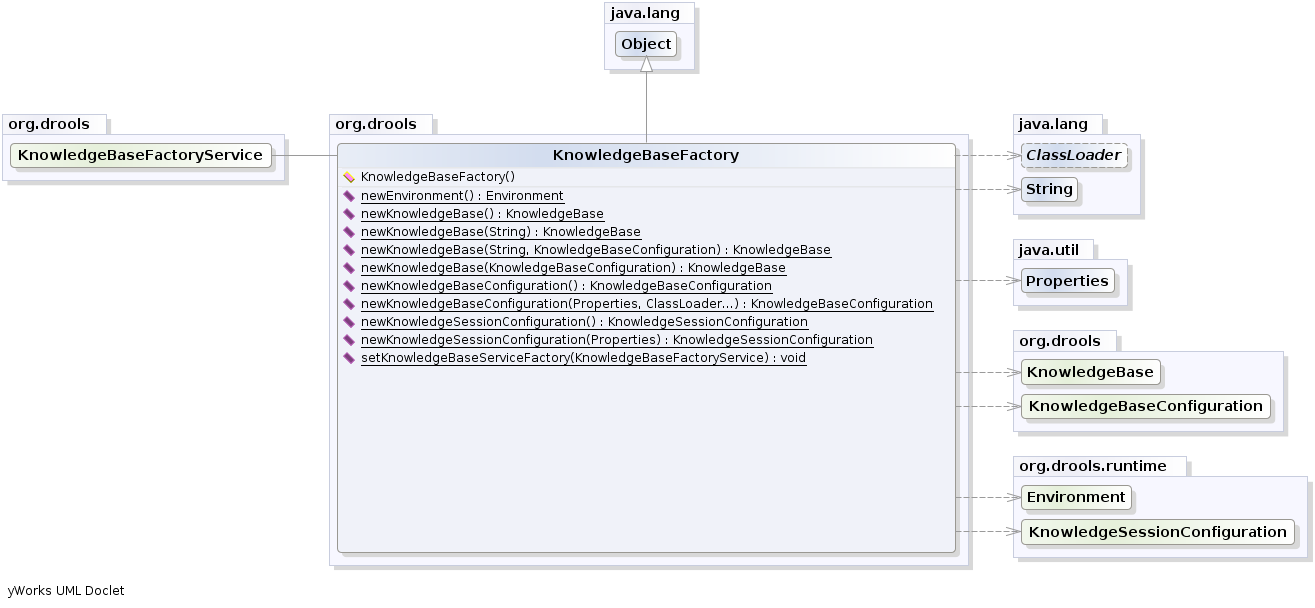 java.lang
Object
org.drools
KnowledgeBaseFactoryService
org.drools
KnowledgeBaseFactory
KnowledgeBaseFactory()
newEnvironment() : Environment
newKnowledgeBase() : KnowledgeBase
newKnowledgeBase(String) : KnowledgeBase
newKnowledgeBase(String, KnowledgeBaseConfiguration) : KnowledgeBase
newKnowledgeBase(KnowledgeBaseConfiguration) : KnowledgeBase
newKnowledgeBaseConfiguration() : KnowledgeBaseConfiguration
newKnowledgeBaseConfiguration(Properties, ClassLoader...) : KnowledgeBaseConfiguration
newKnowledgeSessionConfiguration() : KnowledgeSessionConfiguration
newKnowledgeSessionConfiguration(Properties) : KnowledgeSessionConfiguration
setKnowledgeBaseServiceFactory(KnowledgeBaseFactoryService) : void
java.lang
ClassLoader
String
java.util
Properties
org.drools
KnowledgeBase
KnowledgeBaseConfiguration
org.drools.runtime
Environment
KnowledgeSessionConfiguration
yWorks UML Doclet